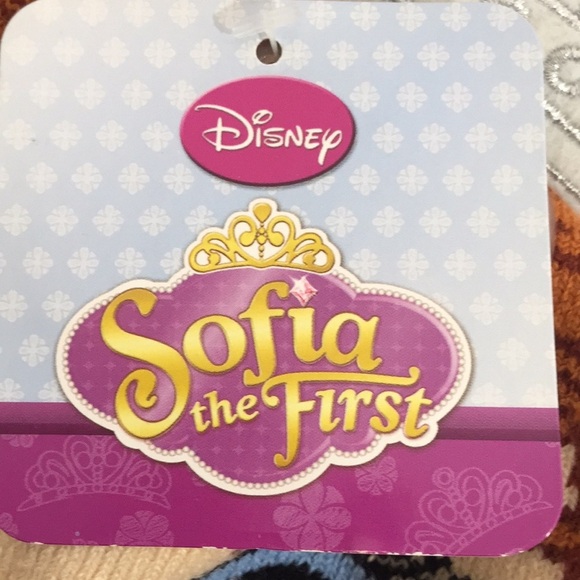 Disney
Sofia
the First